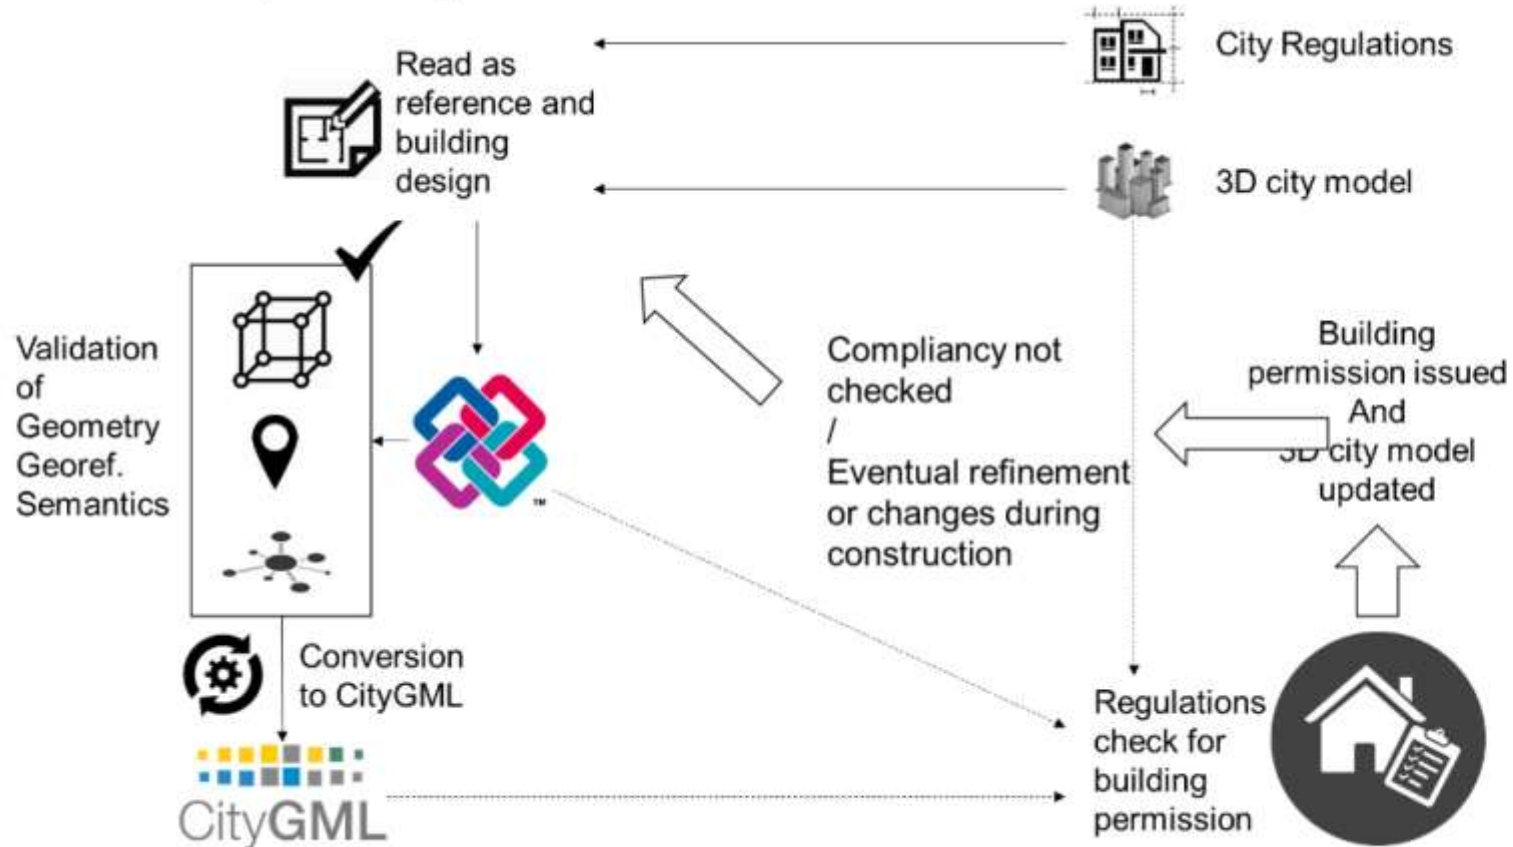 City Regulations
Read as
reference and
building
design
3D city model
Validation
of
Geometry
Georef.
Semantics
Compliancy not
checked
/
Eventual refinement
or changes during
construction
Building
permission issued
And
3D city model
updated
TM
Conversion
to CityGML
CityGML
Regulations
check for
building
permission